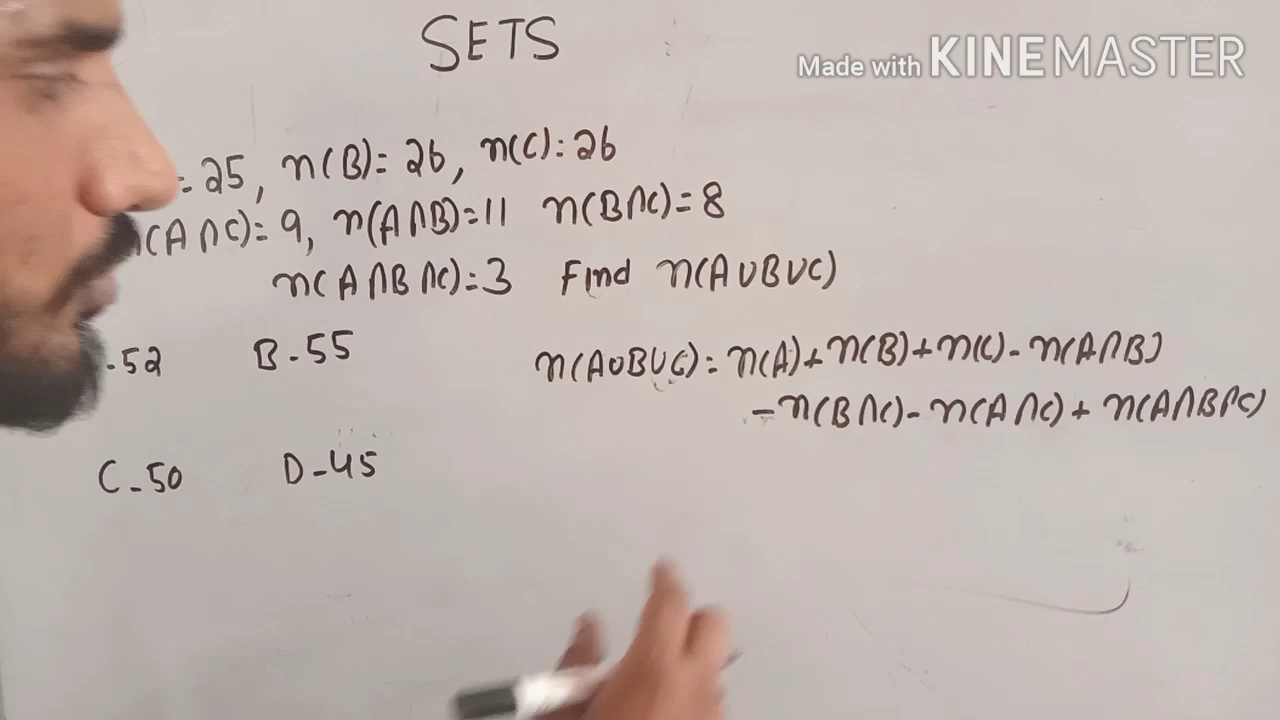 SETS
Made with KINEMASTER
= 25, n(B) = 26, n(C) = 26
n(A∩C) = 9, n(A∩B) = 11 n(B∩C) = 8
n(A∩B∩C) = 3 Find n(A∪B∪C)
.52 B-55
n(A∪B∪C) = n(A) + n(B) + n(C) - n(A∩B)
- n(B∩C) - n(A∩C) + n(A∩B∩C)
C-50 D-45